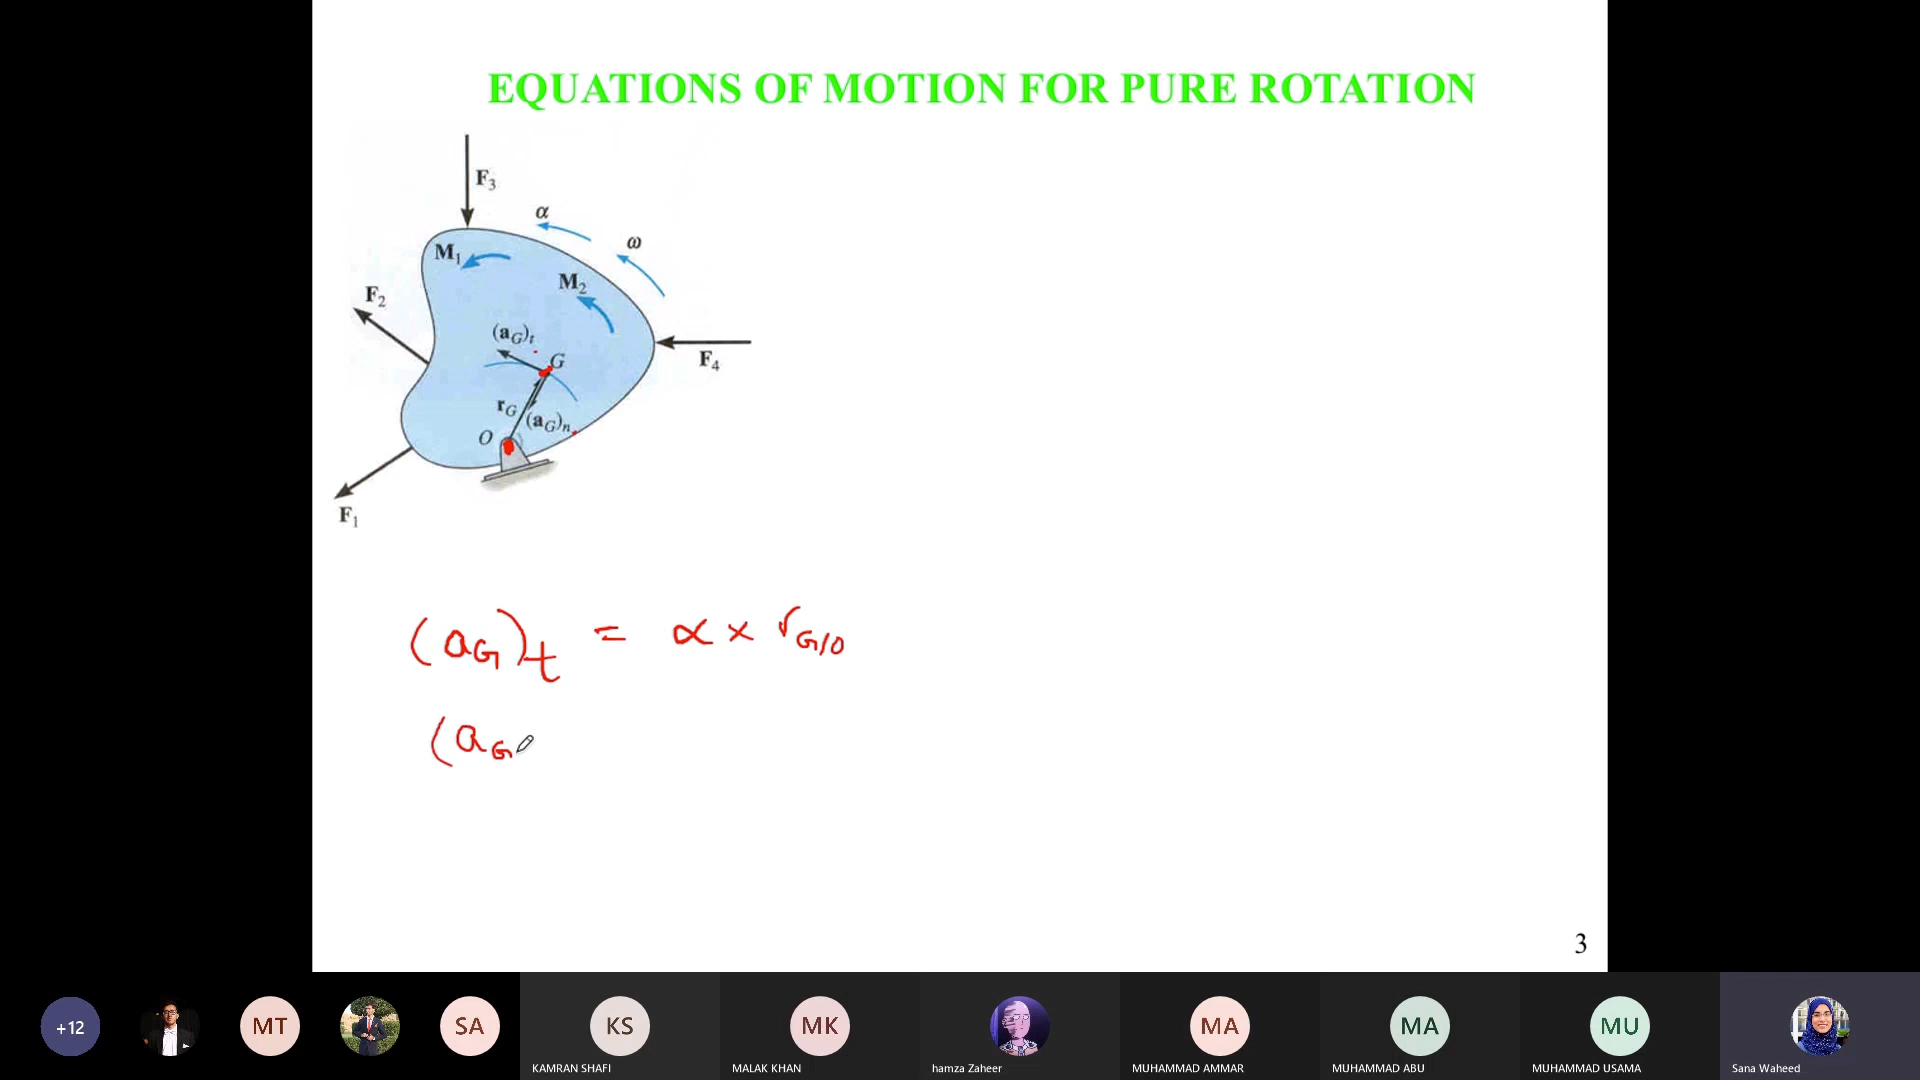 EQUATIONS OF MOTION FOR PURE ROTATION
F3
α
ω
M1
M2
F2
(aG)t
G
F4
rG
(aG)n
O
F1
(aG)t = α × rG/O
(aG
3
+12
MT
SA
KS
MK
MA
MA
MU
KAMRAN SHAFI
MALAK KHAN
hamza Zaheer
MUHAMMAD AMMAR
MUHAMMAD ABU
MUHAMMAD USAMA
Sana Waheed